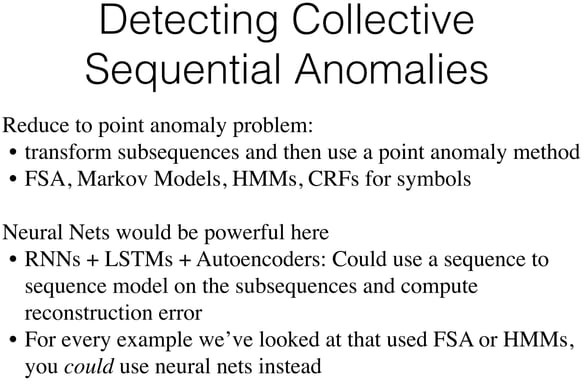 Detecting Collective
Sequential Anomalies
Reduce to point anomaly problem:
• transform subsequences and then use a point anomaly method
• FSA, Markov Models, HMMs, CRFs for symbols
Neural Nets would be powerful here
• RNNs + LSTMs + Autoencoders: Could use a sequence to
sequence model on the subsequences and compute
reconstruction error
• For every example we’ve looked at that used FSA or HMMs,
you could use neural nets instead